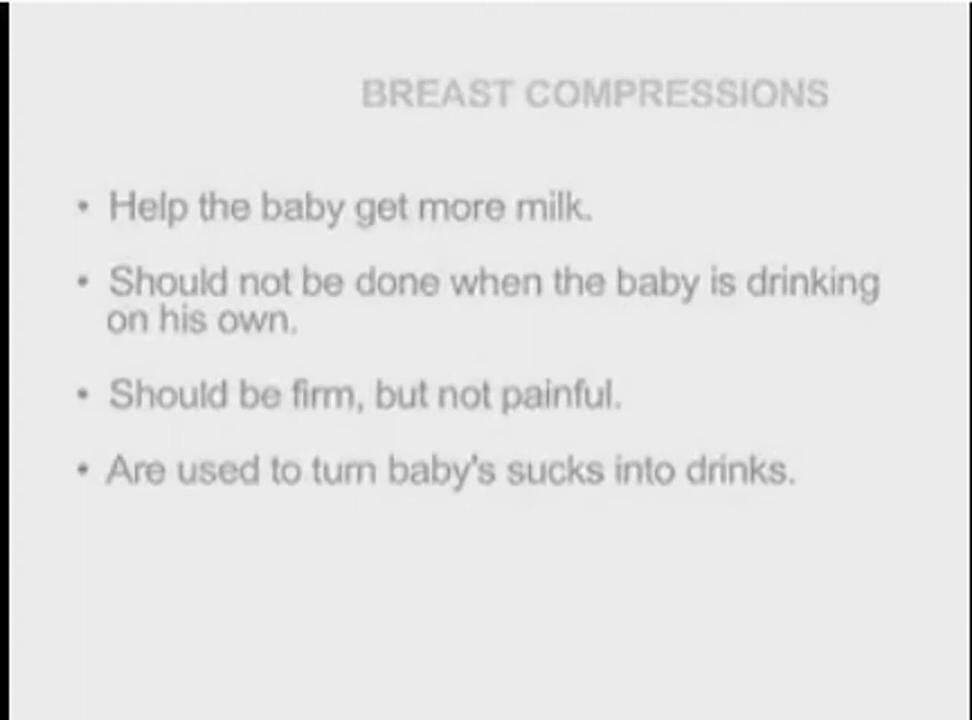 BREAST COMPRESSIONS
• Help the baby get more milk.
• Should not be done when the baby is drinking
on his own.
• Should be firm, but not painful.
• Are used to turn baby's sucks into drinks.